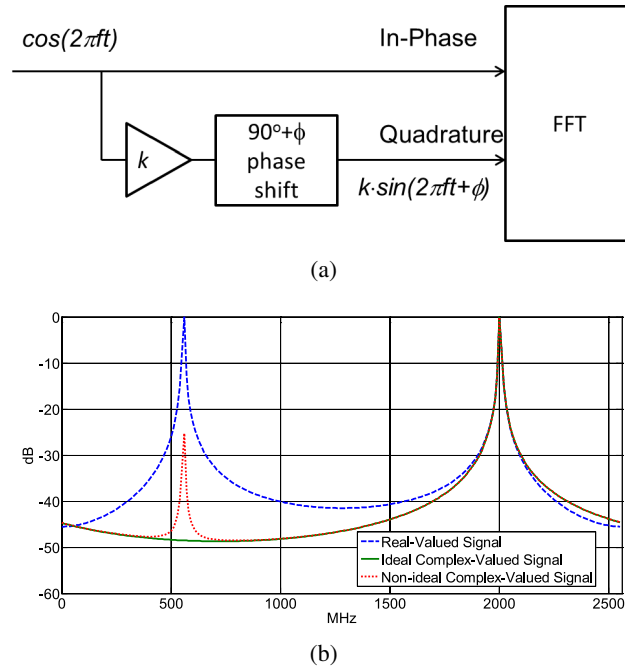 cos(2πft)
In-Phase
FFT
k
90°+ϕ
phase
shift
Quadrature
k·sin(2πft+ϕ)
(a)
0
-10
-20
-30
-40
-50
-60
dB
Real-Valued Signal
Ideal Complex-Valued Signal
Non-ideal Complex-Valued Signal
0 500 1000 1500 2000 2500
MHz
(b)